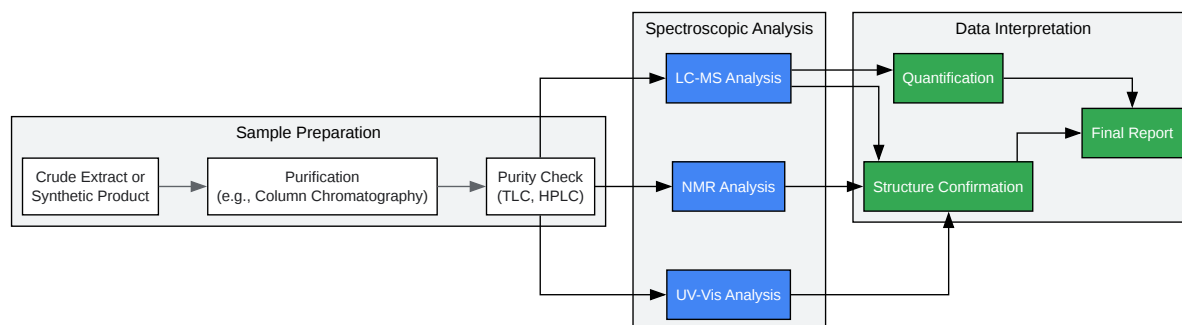 Sample Preparation
Crude Extract or
Synthetic Product
Purification
(e.g., Column Chromatography)
Purity Check
(TLC, HPLC)
Spectroscopic Analysis
LC-MS Analysis
NMR Analysis
UV-Vis Analysis
Data Interpretation
Quantification
Structure Confirmation
Final Report